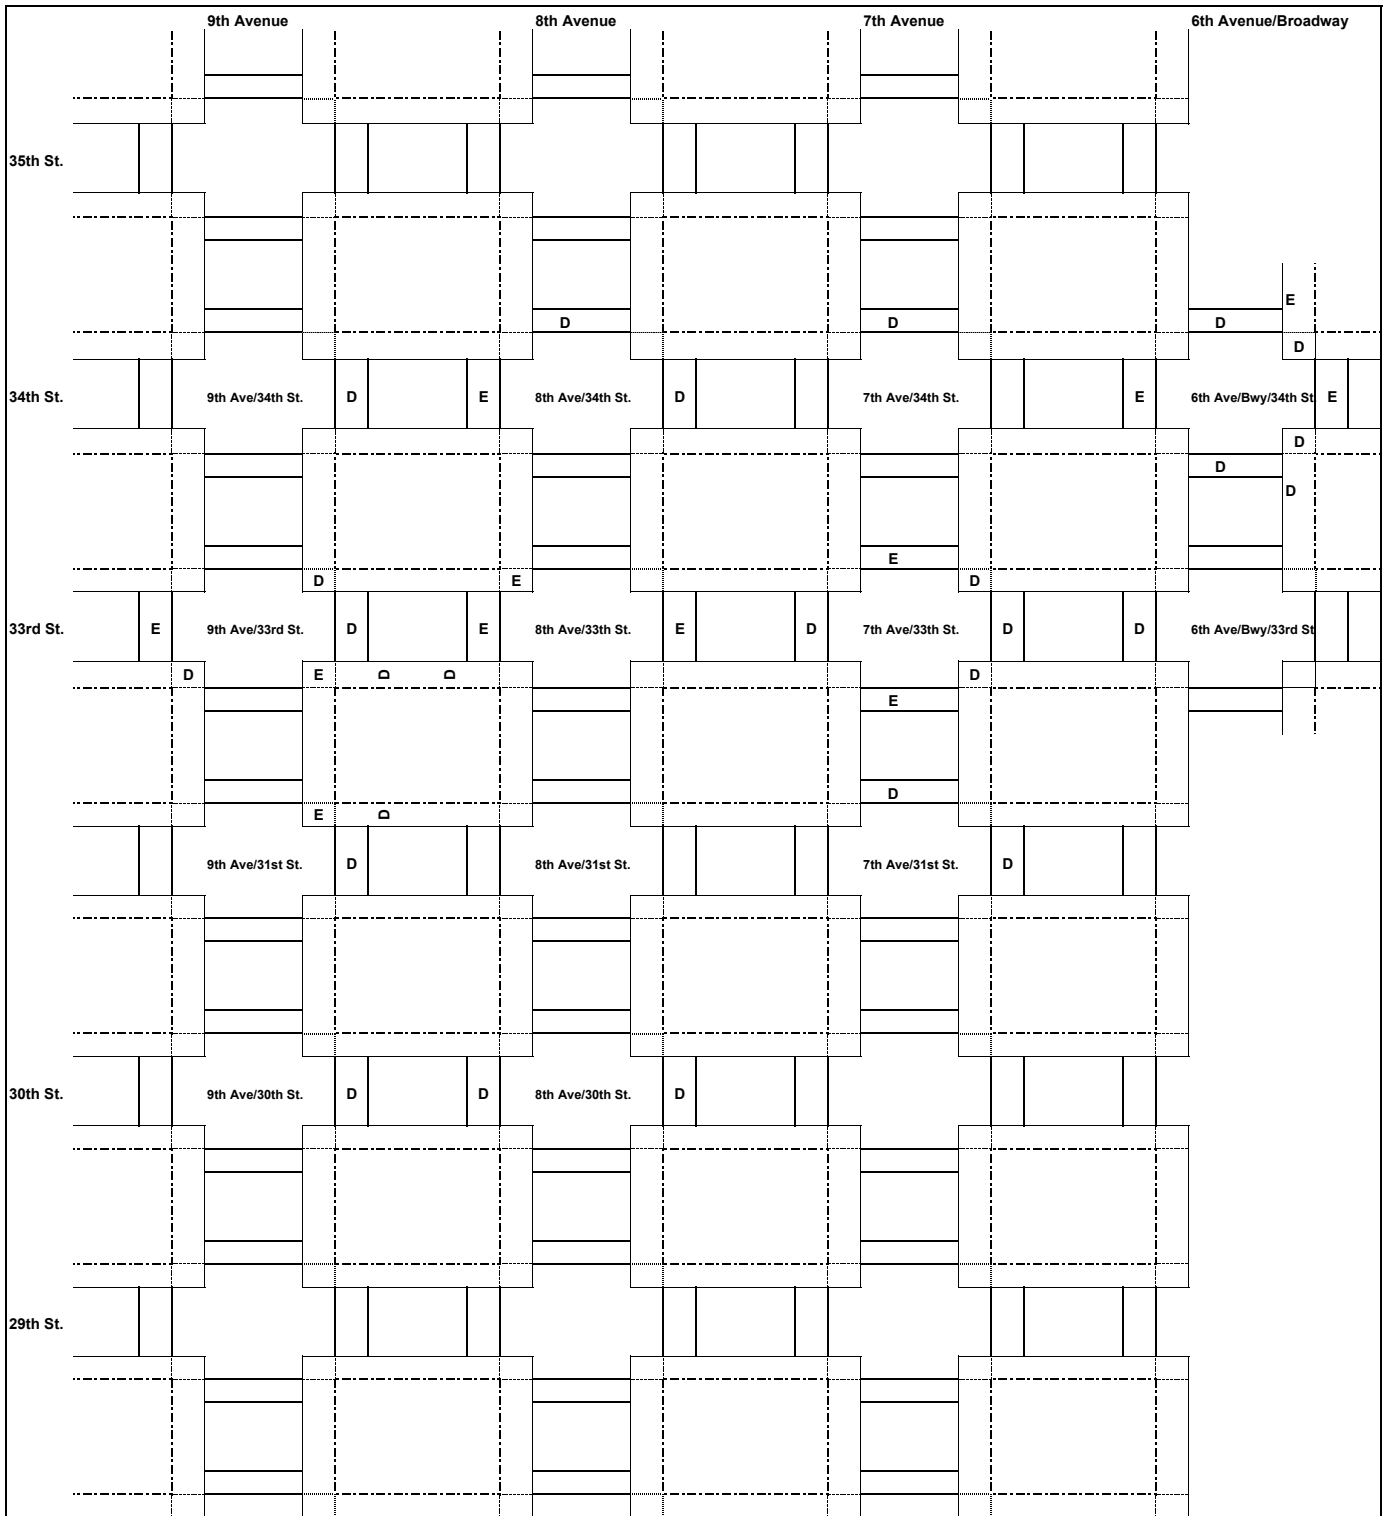 9th Avenue 8th Avenue 7th Avenue 6th Avenue/Broadway
35th St.
E
D D D
D
34th St. 9th Ave/34th St. D E 8th Ave/34th St. D 7th Ave/34th St. E 6th Ave/Bwy/34th St E
D
D
D
E
D E D
33rd St. E 9th Ave/33rd St. D E 8th Ave/33th St. E D 7th Ave/33th St. D D 6th Ave/Bwy/33rd St
D E D D D
E
D
E D
9th Ave/31st St. D 8th Ave/31st St. 7th Ave/31st St. D
30th St. 9th Ave/30th St. D D 8th Ave/30th St. D
29th St.